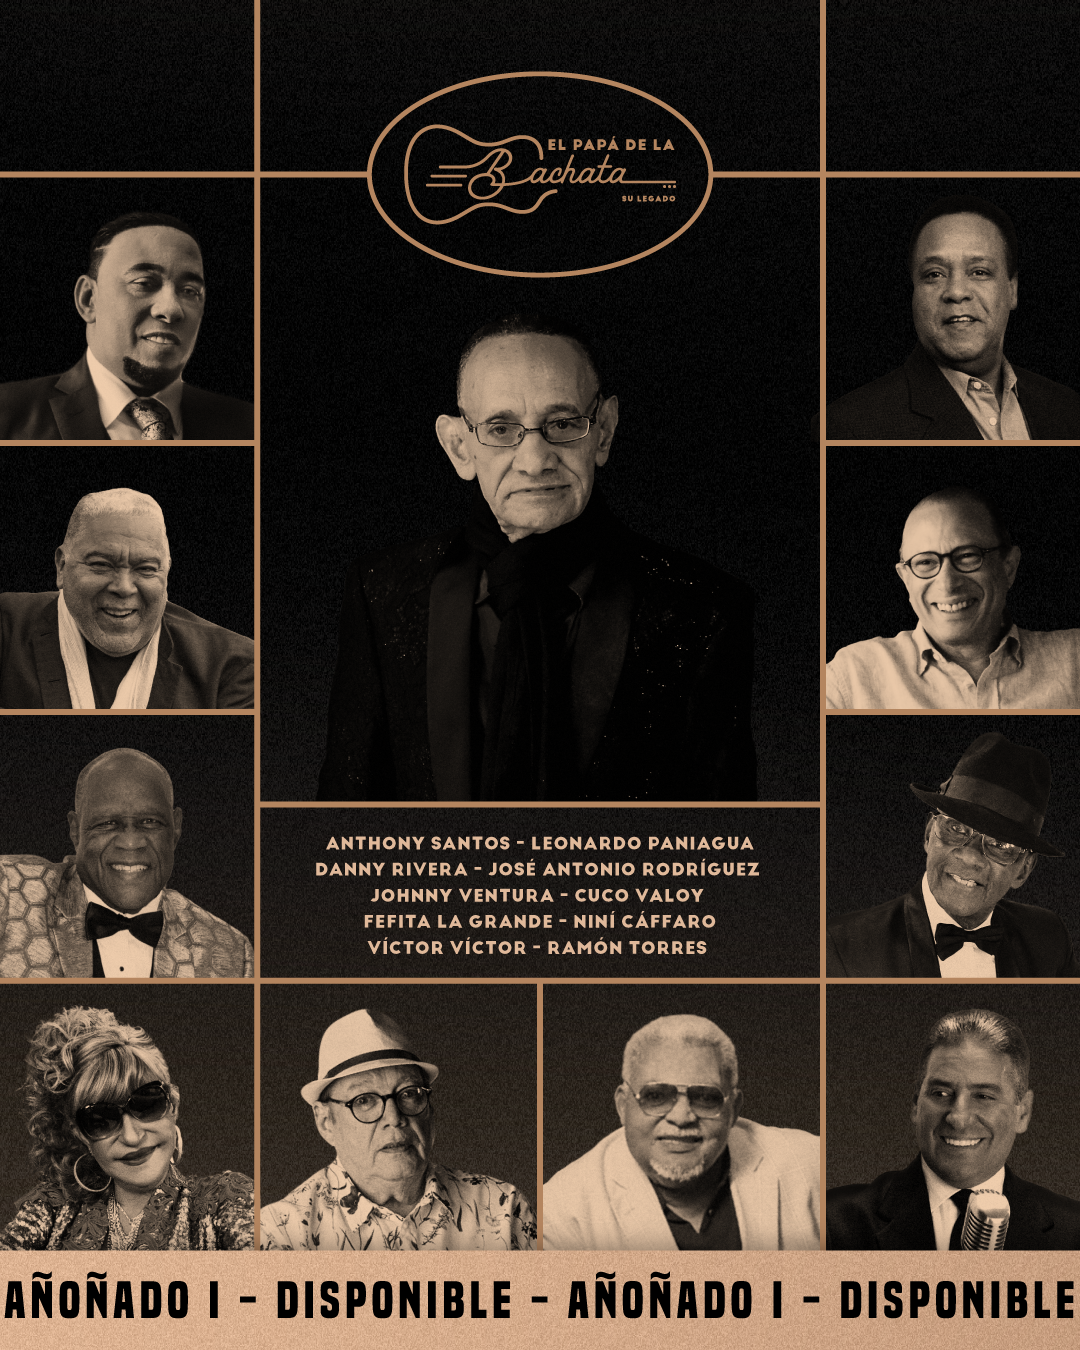 EL PAPÁ DE LA
Bachata...
SU LEGADO
ANTHONY SANTOS - LEONARDO PANIAGUA
DANNY RIVERA - JOSÉ ANTONIO RODRÍGUEZ
JOHNNY VENTURA - CUCO VALOY
FEFITA LA GRANDE - NINÍ CÁFFARO
VÍCTOR VÍCTOR - RAMÓN TORRES
AÑOÑADO I - DISPONIBLE - AÑOÑADO I - DISPONIBLE